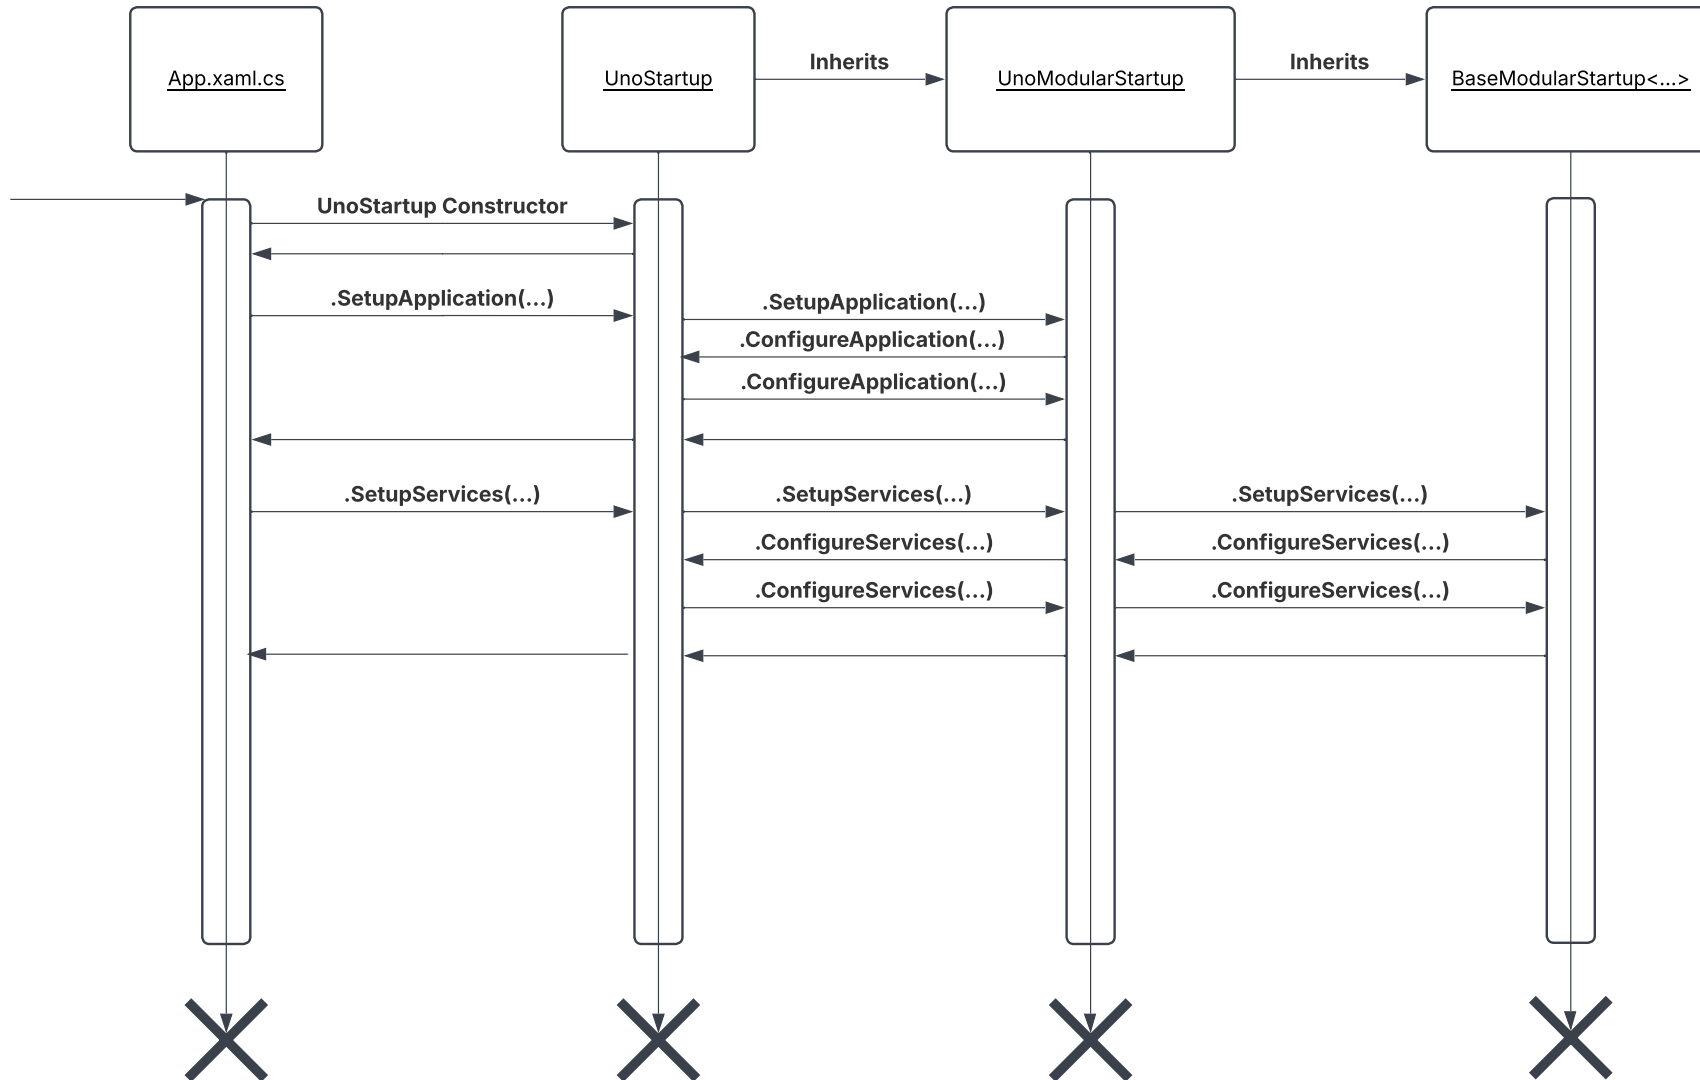 App.xaml.cs
UnoStartup
Inherits
UnoModularStartup
Inherits
BaseModularStartup<...>
UnoStartup Constructor
.SetupApplication(...)
.SetupApplication(...)
.ConfigureApplication(...)
.ConfigureApplication(...)
.SetupServices(...)
.SetupServices(...)
.SetupServices(...)
.ConfigureServices(...)
.ConfigureServices(...)
.ConfigureServices(...)
.ConfigureServices(...)